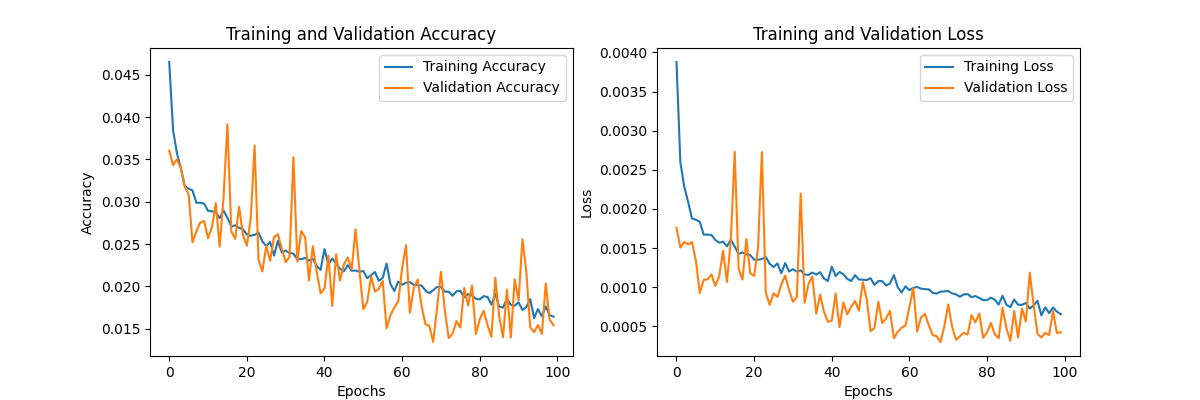 Training and Validation Accuracy
Training Accuracy
Validation Accuracy
0.045
0.040
0.035
0.030
0.025
0.020
0.015
Accuracy
0
20
40
60
80
100
Epochs
Training and Validation Loss
Training Loss
Validation Loss
0.0040
0.0035
0.0030
0.0025
0.0020
0.0015
0.0010
0.0005
Loss
0
20
40
60
80
100
Epochs